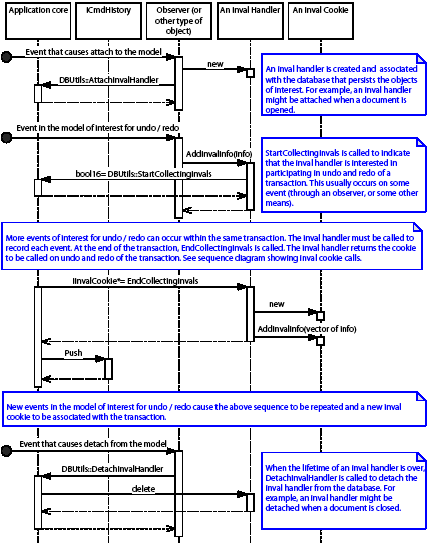 Application core
ICmdHistory
Observer (or
other type of
object)
An Inval Handler
An Inval Cookie
Event that causes attach to the model
new
DBUtils::AttachInvalHandler
An inval handler is created and associated
with the database that persists the objects
of interest. For example, an inval handler
might be attached when a document is
opened.
Event in the model of interest for undo / redo
AddInvalInfo(info)
bool16= DBUtils::StartCollectingInvals
StartCollectingInvals is called to indicate
that the inval handler is interested in
participating in undo and redo of a
transaction. This usually occurs on some
event (through an observer, or some other
means).
More events of interest for undo / redo can occur within the same transaction. The inval handler must be called to
record each event. At the end of the transaction, EndCollectingInvals is called. The inval handler returns the cookie
to be called on undo and redo of the transaction. See sequence diagram showing inval cookie calls.
IInvalCookie*= EndCollectingInvals
new
AddInvalInfo(vector of info)
Push
New events in the model of interest for undo / redo cause the above sequence to be repeated and a new inval
cookie to be associated with the transaction.
Event that causes detach from the model
DBUtils::DetachInvalHandler
delete
When the lifetime of an inval handler is over,
DetachInvalHandler is called to detach the
inval handler from the database. For
example, an inval handler might be
detached when a document is closed.